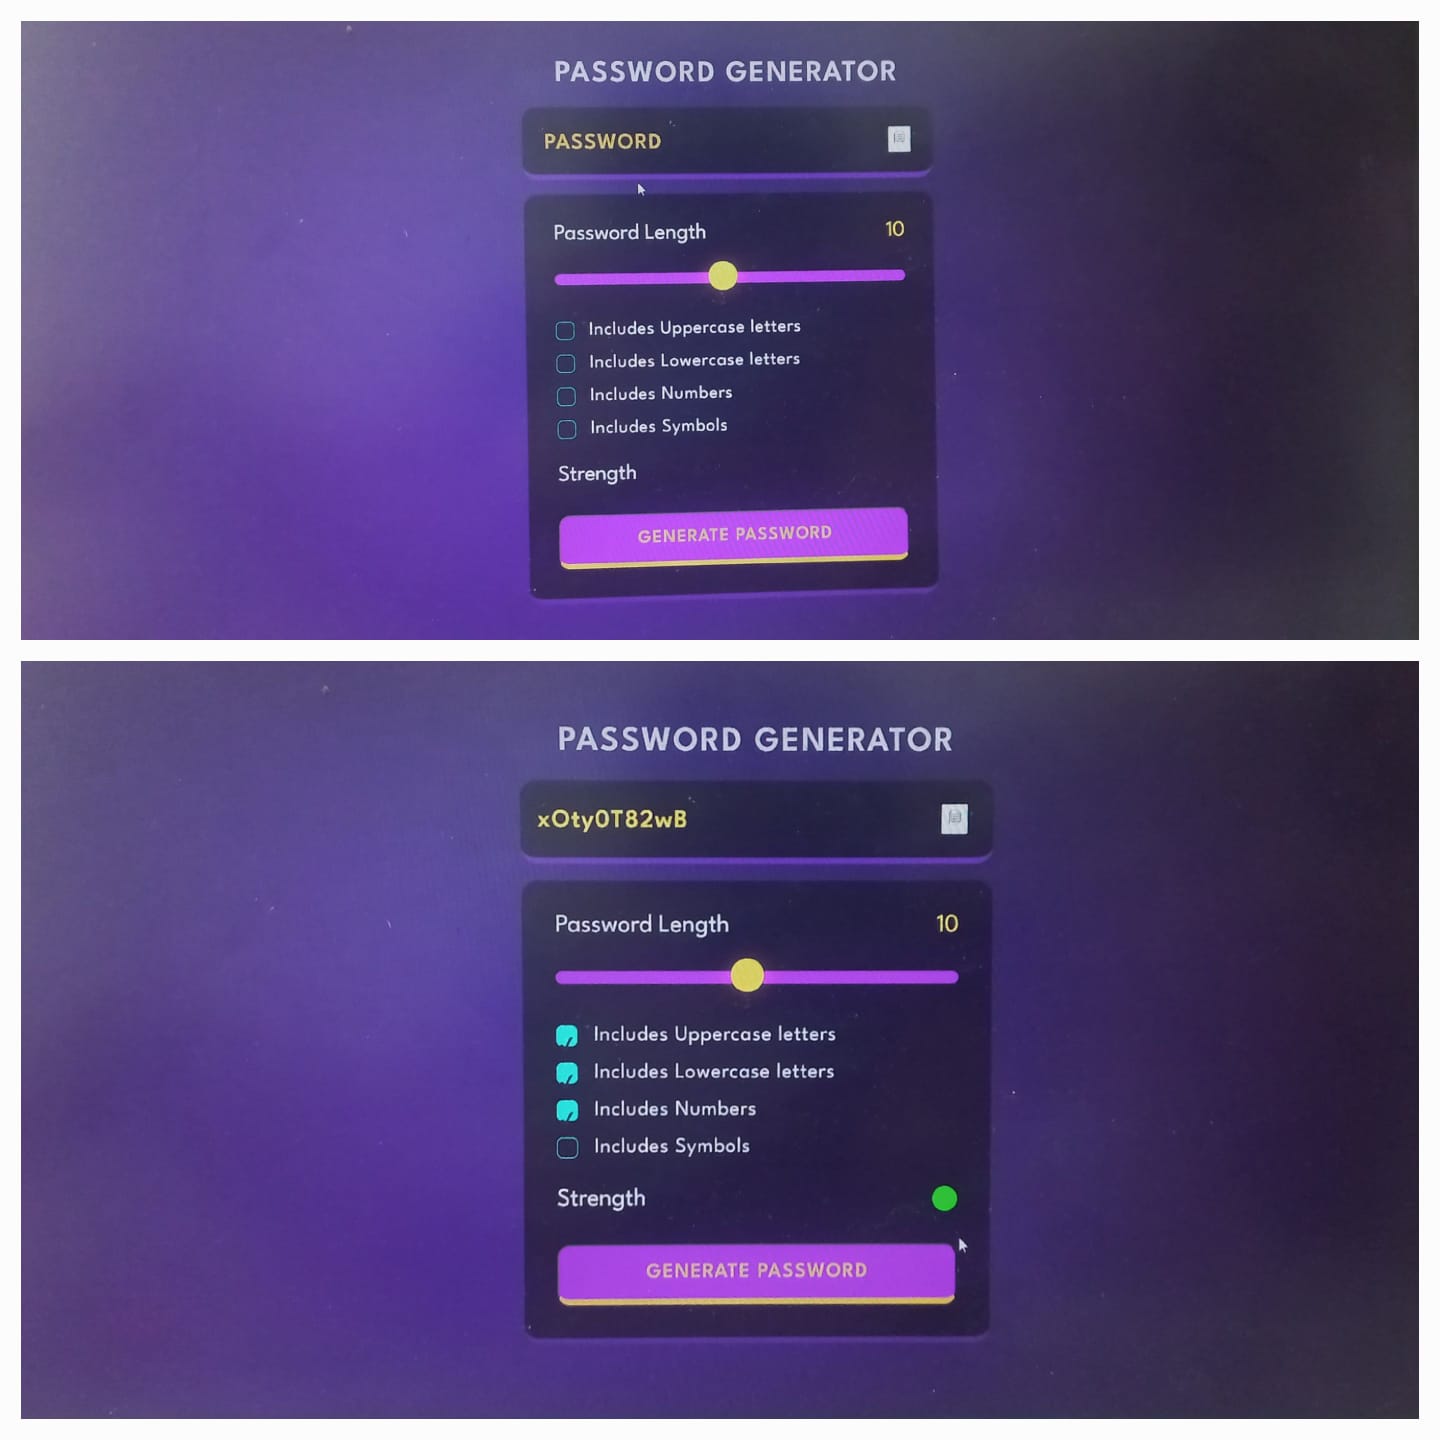 PASSWORD GENERATOR
PASSWORD
Password Length 10
Includes Uppercase letters
Includes Lowercase letters
Includes Numbers
Includes Symbols
Strength
GENERATE PASSWORD
PASSWORD GENERATOR
xOty0T82wB
Password Length 10
Includes Uppercase letters
Includes Lowercase letters
Includes Numbers
Includes Symbols
Strength
GENERATE PASSWORD